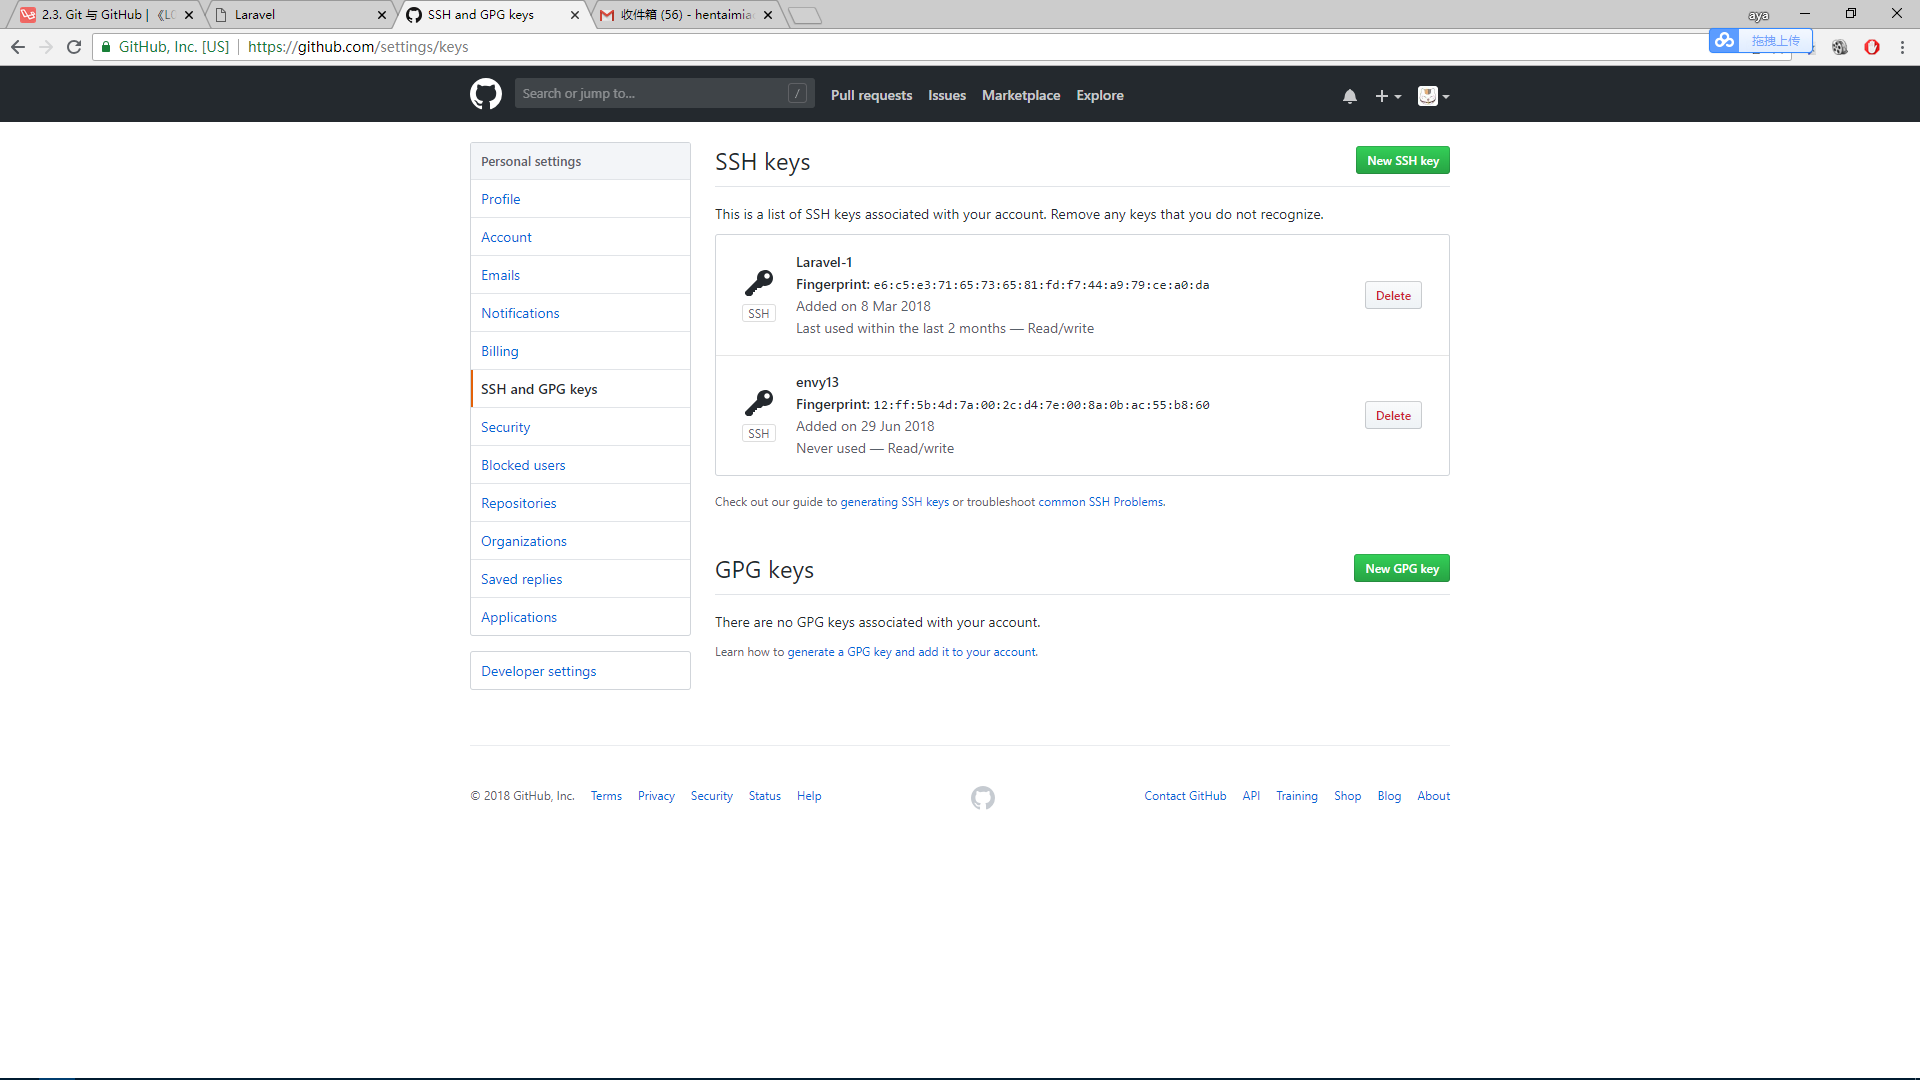 2.3. Git 与 GitHub | 《LC
Laravel
SSH and GPG keys
收件箱 (56) - hentaimia
aya
GitHub, Inc. [US]
https://github.com/settings/keys
拖拽上传
Search or jump to...
/
Pull requests
Issues
Marketplace
Explore
Personal settings
Profile
Account
Emails
Notifications
Billing
SSH and GPG keys
Security
Blocked users
Repositories
Organizations
Saved replies
Applications
Developer settings
SSH keys
New SSH key
This is a list of SSH keys associated with your account. Remove any keys that you do not recognize.
SSH
Laravel-1
Fingerprint: e6:c5:e3:71:65:73:65:81:fd:f7:44:a9:79:ce:a0:da
Added on 8 Mar 2018
Last used within the last 2 months — Read/write
Delete
SSH
envy13
Fingerprint: 12:ff:5b:4d:7a:00:2c:d4:7e:00:8a:0b:ac:55:b8:60
Added on 29 Jun 2018
Never used — Read/write
Delete
Check out our guide to generating SSH keys or troubleshoot common SSH Problems.
GPG keys
New GPG key
There are no GPG keys associated with your account.
Learn how to generate a GPG key and add it to your account.
© 2018 GitHub, Inc.
Terms
Privacy
Security
Status
Help
Contact GitHub
API
Training
Shop
Blog
About